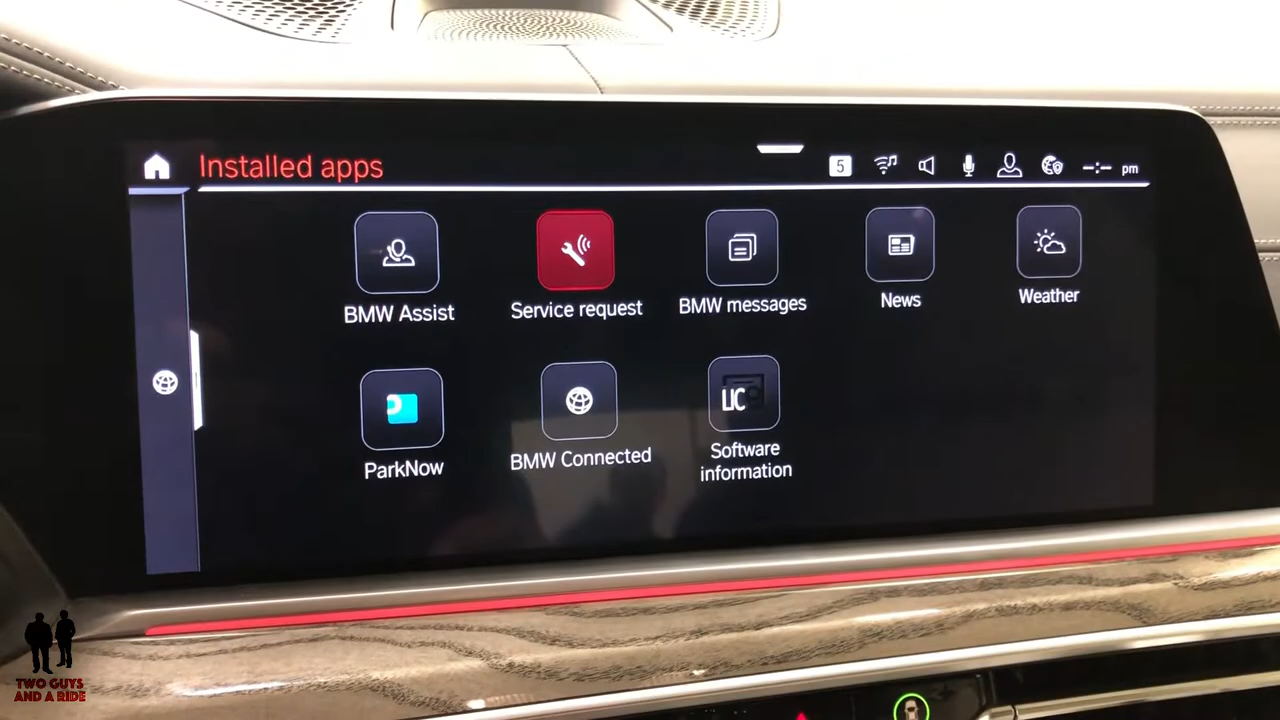 Installed apps
5
--:-- pm
BMW Assist
Service request
BMW messages
News
Weather
ParkNow
BMW Connected
LIC
Software
information
TWO GUYS
AND A RIDE